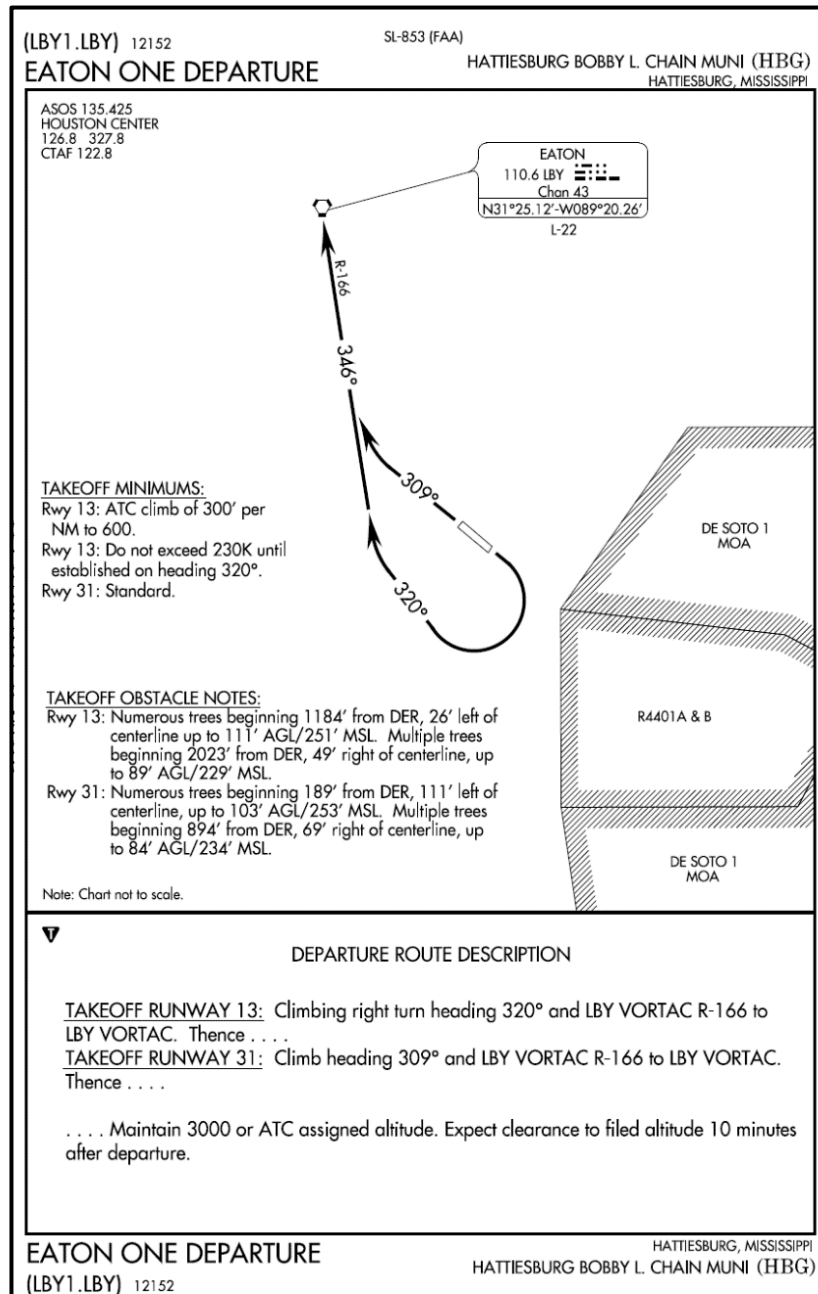 (LBY1.LBY) 12152
SL-853 (FAA)
EATON ONE DEPARTURE
HATTIESBURG BOBBY L. CHAIN MUNI (HBG)
HATTIESBURG, MISSISSIPPI
ASOS 135.425
HOUSTON CENTER
126.8 327.8
CTAF 122.8
EATON
110.6 LBY
Chan 43
N31°25.12'-W089°20.26'
L-22
R-166
346°
309°
320°
TAKEOFF MINIMUMS:
Rwy 13: ATC climb of 300' per
NM to 600.
Rwy 13: Do not exceed 230K until
established on heading 320°.
Rwy 31: Standard.
DE SOTO 1
MOA
R4401A & B
DE SOTO 1
MOA
TAKEOFF OBSTACLE NOTES:
Rwy 13: Numerous trees beginning 1184' from DER, 26' left of
centerline up to 111' AGL/251' MSL. Multiple trees
beginning 2023' from DER, 49' right of centerline, up
to 89' AGL/229' MSL.
Rwy 31: Numerous trees beginning 189' from DER, 111' left of
centerline, up to 103' AGL/253' MSL. Multiple trees
beginning 894' from DER, 69' right of centerline, up
to 84' AGL/234' MSL.
Note: Chart not to scale.
T
DEPARTURE ROUTE DESCRIPTION
TAKEOFF RUNWAY 13: Climbing right turn heading 320° and LBY VORTAC R-166 to
LBY VORTAC. Thence . . . .
TAKEOFF RUNWAY 31: Climb heading 309° and LBY VORTAC R-166 to LBY VORTAC.
Thence . . . .
. . . . Maintain 3000 or ATC assigned altitude. Expect clearance to filed altitude 10 minutes
after departure.
EATON ONE DEPARTURE
(LBY1.LBY) 12152
HATTIESBURG, MISSISSIPPI
HATTIESBURG BOBBY L. CHAIN MUNI (HBG)